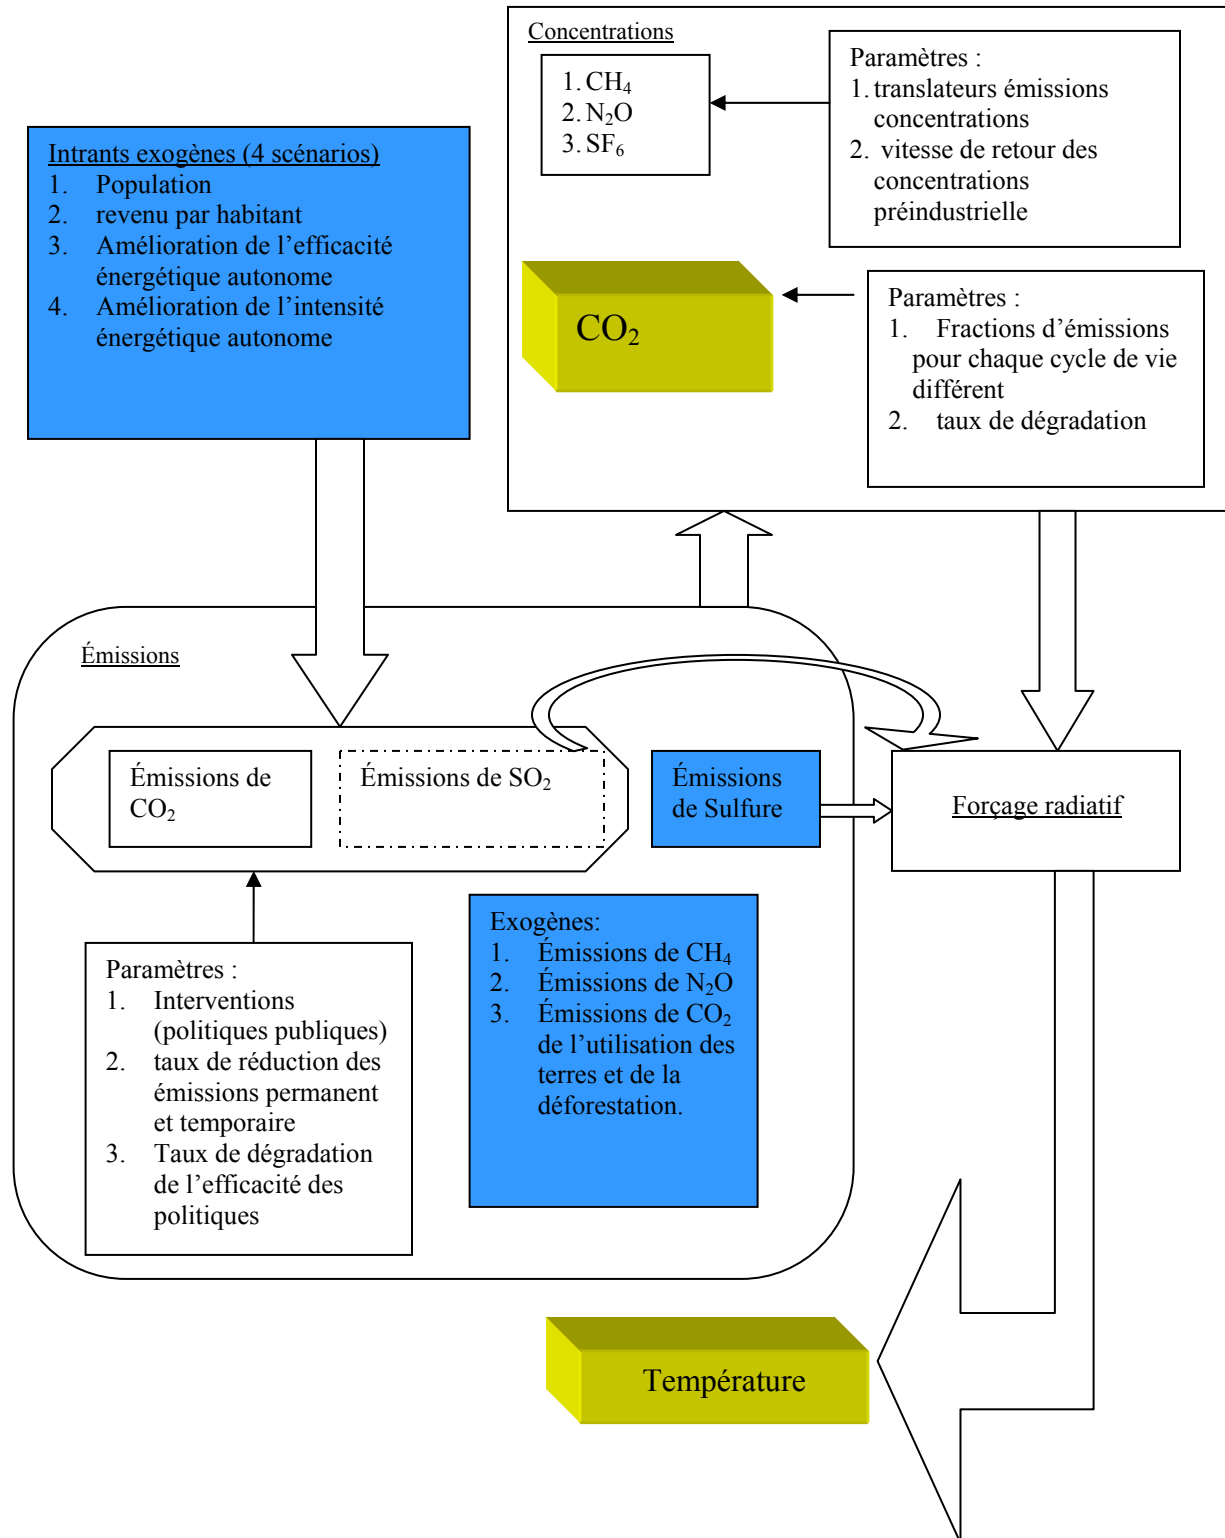 Concentrations
1. CH₄
2. N₂O
3. SF₆
Paramètres :
1. translateurs émissions
concentrations
2. vitesse de retour des
concentrations
préindustrielle
Intrants exogènes (4 scénarios)
1. Population
2. revenu par habitant
3. Amélioration de l’efficacité
énergétique autonome
4. Amélioration de l’intensité
énergétique autonome
CO₂
Paramètres :
1. Fractions d’émissions
pour chaque cycle de vie
différent
2. taux de dégradation
Émissions
Émissions de
CO₂
Émissions de SO₂
Émissions
de Sulfure
Forçage radiatif
Paramètres :
1. Interventions
(politiques publiques)
2. taux de réduction des
émissions permanent
et temporaire
3. Taux de dégradation
de l’efficacité des
politiques
Exogènes:
1. Émissions de CH₄
2. Émissions de N₂O
3. Émissions de CO₂
de l’utilisation des
terres et de la
déforestation.
Température